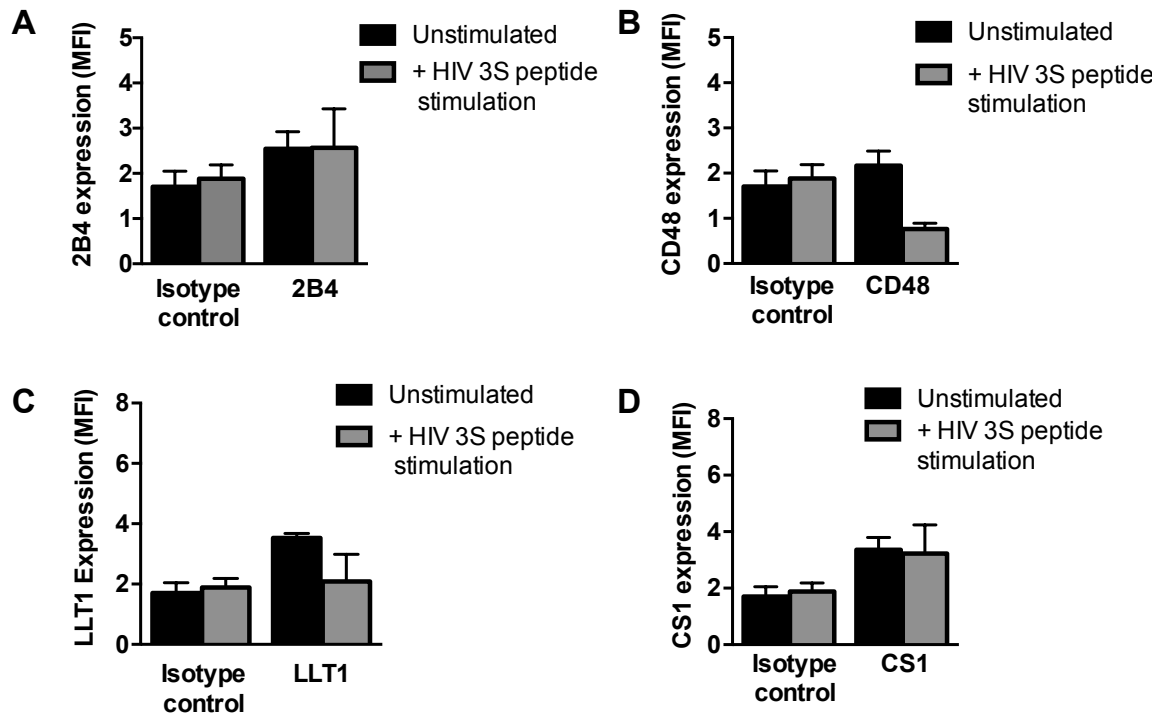 A
2B4 expression (MFI)
5
4
3
2
1
0
Unstimulated
+ HIV 3S peptide
stimulation
Isotype
control
2B4
B
CD48 expression (MFI)
5
4
3
2
1
0
Unstimulated
+ HIV 3S peptide
stimulation
Isotype
control
CD48
C
LLT1 Expression (MFI)
8
6
4
2
0
Unstimulated
+ HIV 3S peptide
stimulation
Isotype
control
LLT1
D
CS1 expression (MFI)
8
6
4
2
0
Unstimulated
+ HIV 3S peptide
stimulation
Isotype
control
CS1